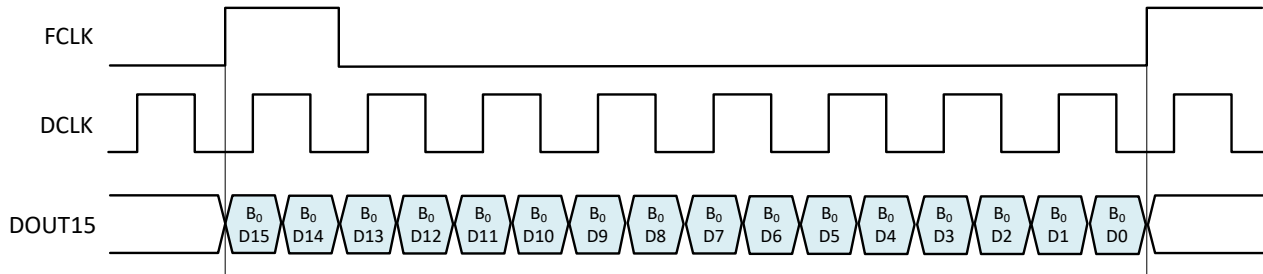 FCLK
DCLK
DOUT15
B₀ B₀ B₀ B₀ B₀ B₀ B₀ B₀ B₀ B₀ B₀ B₀ B₀ B₀ B₀ B₀
D15 D14 D13 D12 D11 D10 D9 D8 D7 D6 D5 D4 D3 D2 D1 D0